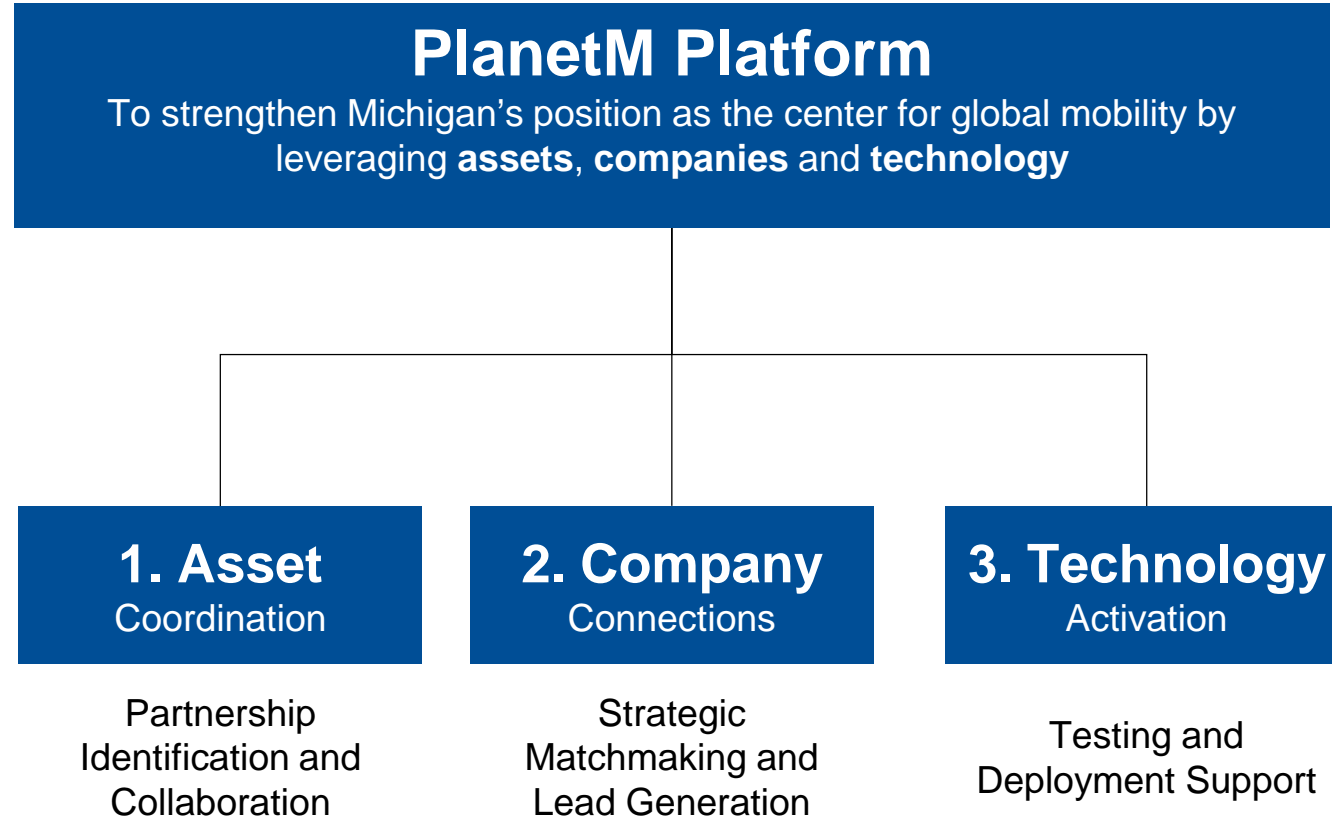 PlanetM Platform
To strengthen Michigan’s position as the center for global mobility by
leveraging assets, companies and technology
1. Asset
Coordination
2. Company
Connections
3. Technology
Activation
Partnership
Identification and
Collaboration
Strategic
Matchmaking and
Lead Generation
Testing and
Deployment Support